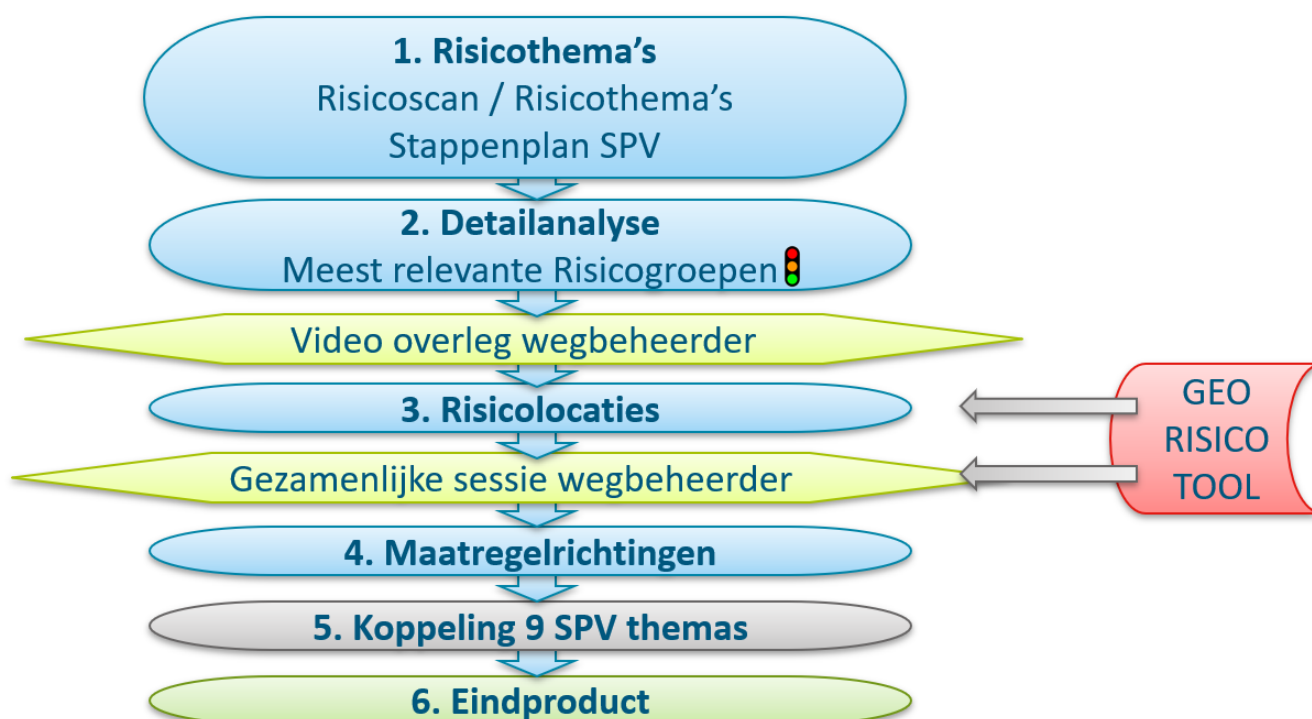 1. Risicothema’s
Risicoscan / Risicothema’s
Stappenplan SPV
2. Detailanalyse
Meest relevante Risicogroepen
Video overleg wegbeheerder
3. Risicolocaties
Gezamenlijke sessie wegbeheerder
4. Maatregelrichtingen
5. Koppeling 9 SPV themas
6. Eindproduct
GEO
RISICO
TOOL